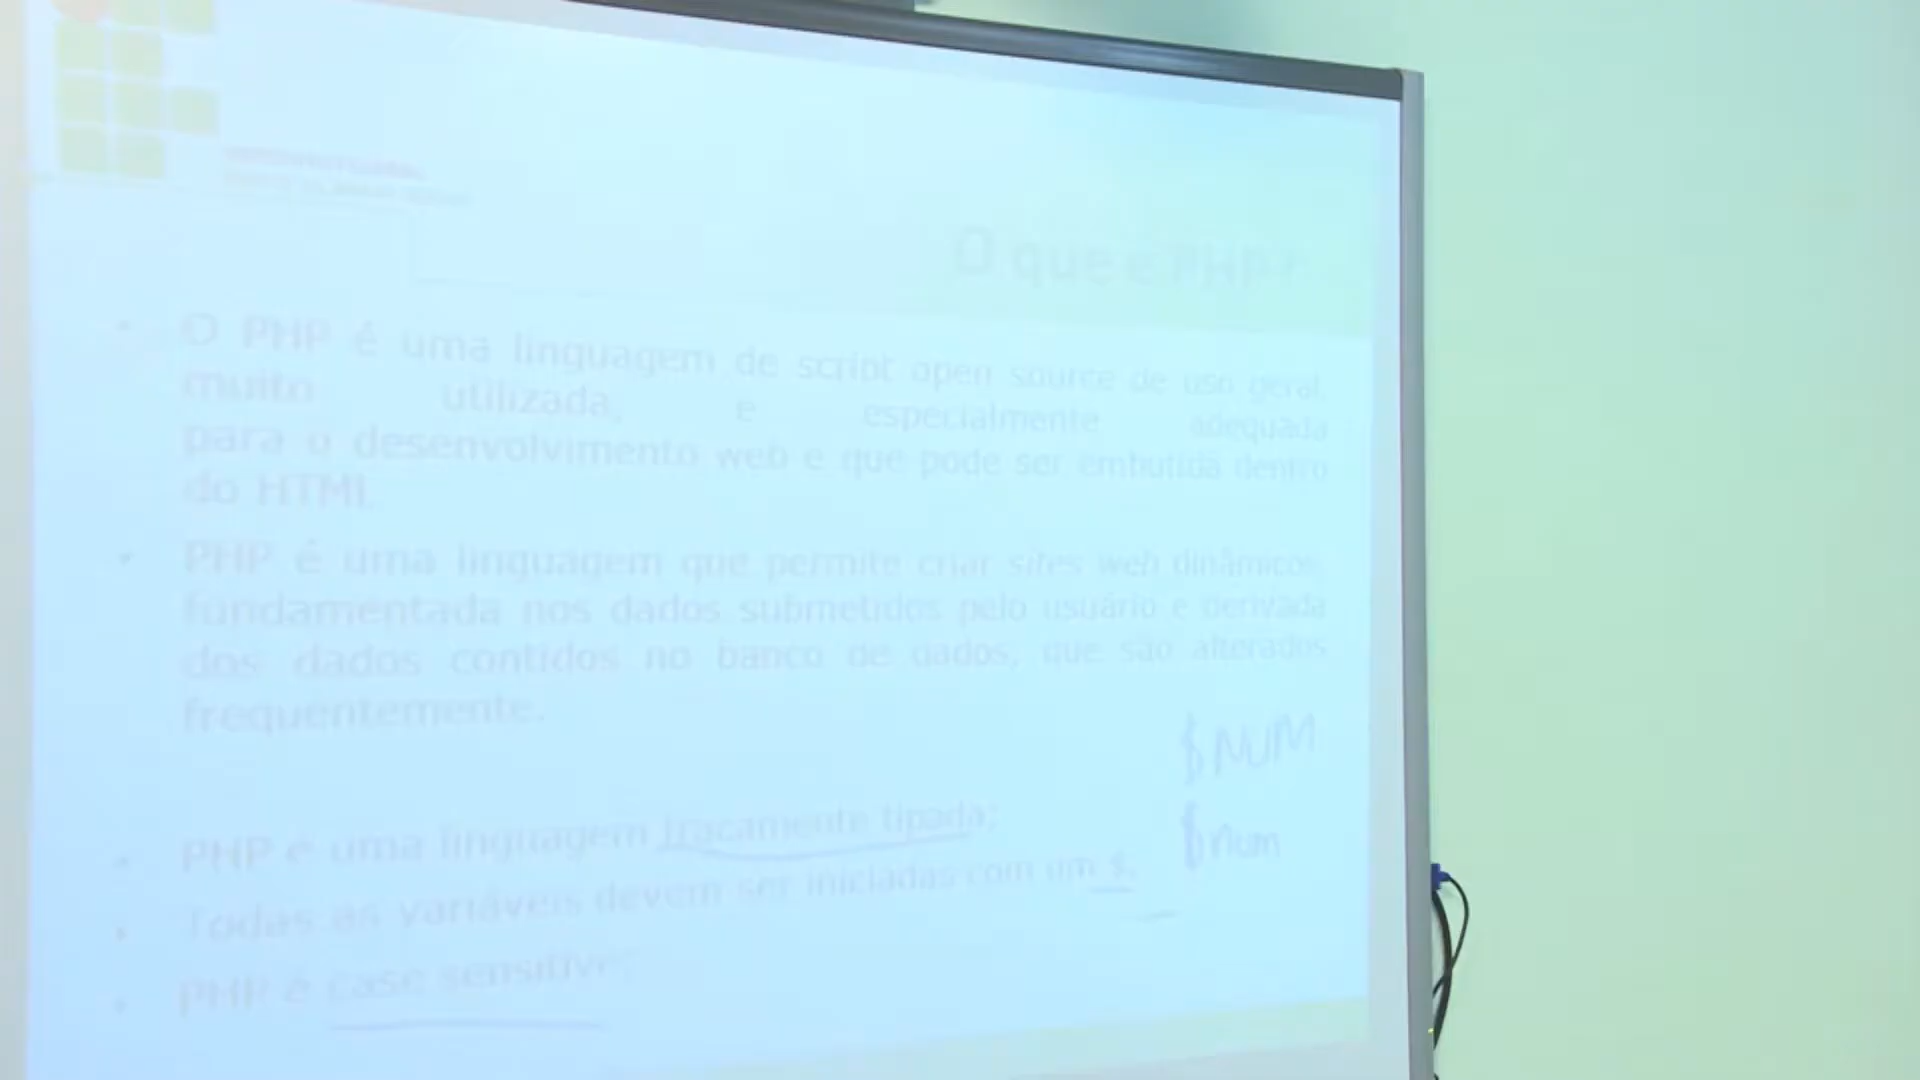 O que é PHP?
O PHP é uma linguagem de script open source de uso geral,
muito utilizada, e especialmente adequada
para o desenvolvimento web e que pode ser embutida dentro
do HTML
PHP é uma linguagem que permite criar sites web dinâmicos,
fundamentada nos dados submetidos pelo usuário e derivada
dos dados contidos no banco de dados, que são alterados
frequentemente.
$NUM
PHP é uma linguagem fracamente tipada;
$num
Todas as variáveis devem ser iniciadas com um $,
PHP é case sensitive;